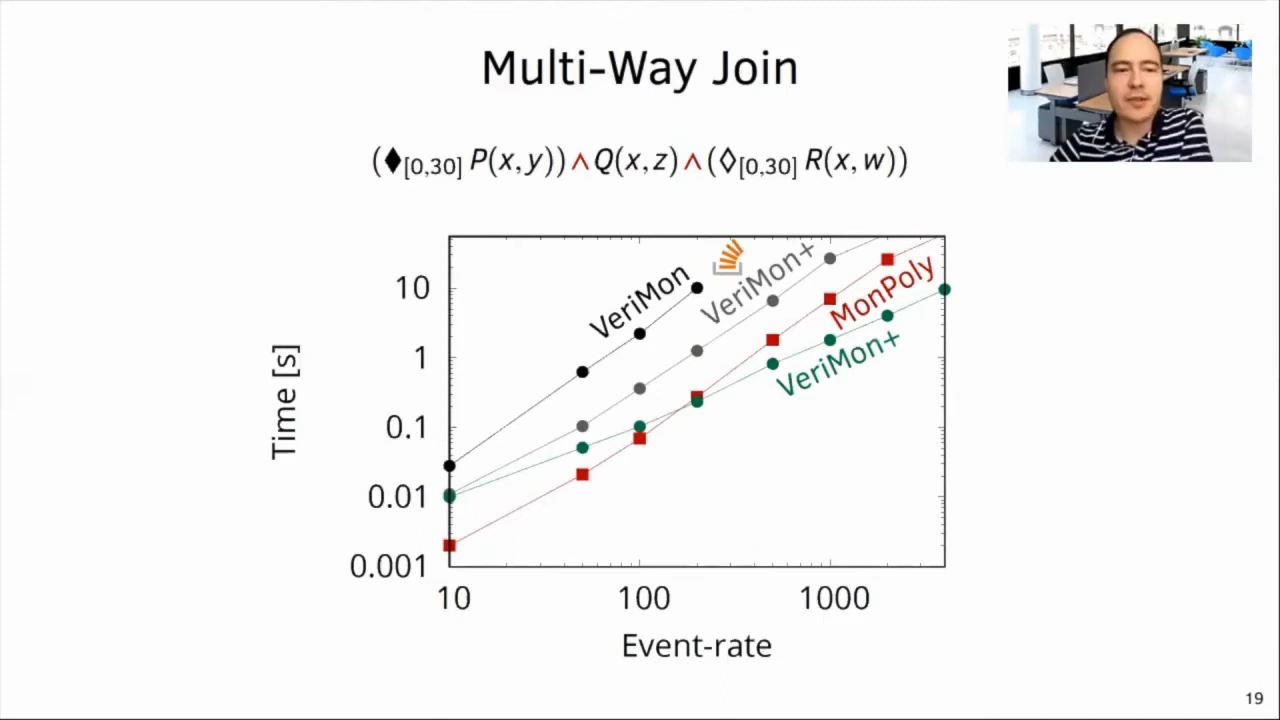 Multi-Way Join
(♦[0,30] P(x, y)) ∧ Q(x, z) ∧ (◊[0,30] R(x, w))
VeriMon
VeriMon+
MonPoly
VeriMon+
10
1
0.1
0.01
0.001
Time [s]
10 100 1000
Event-rate
19